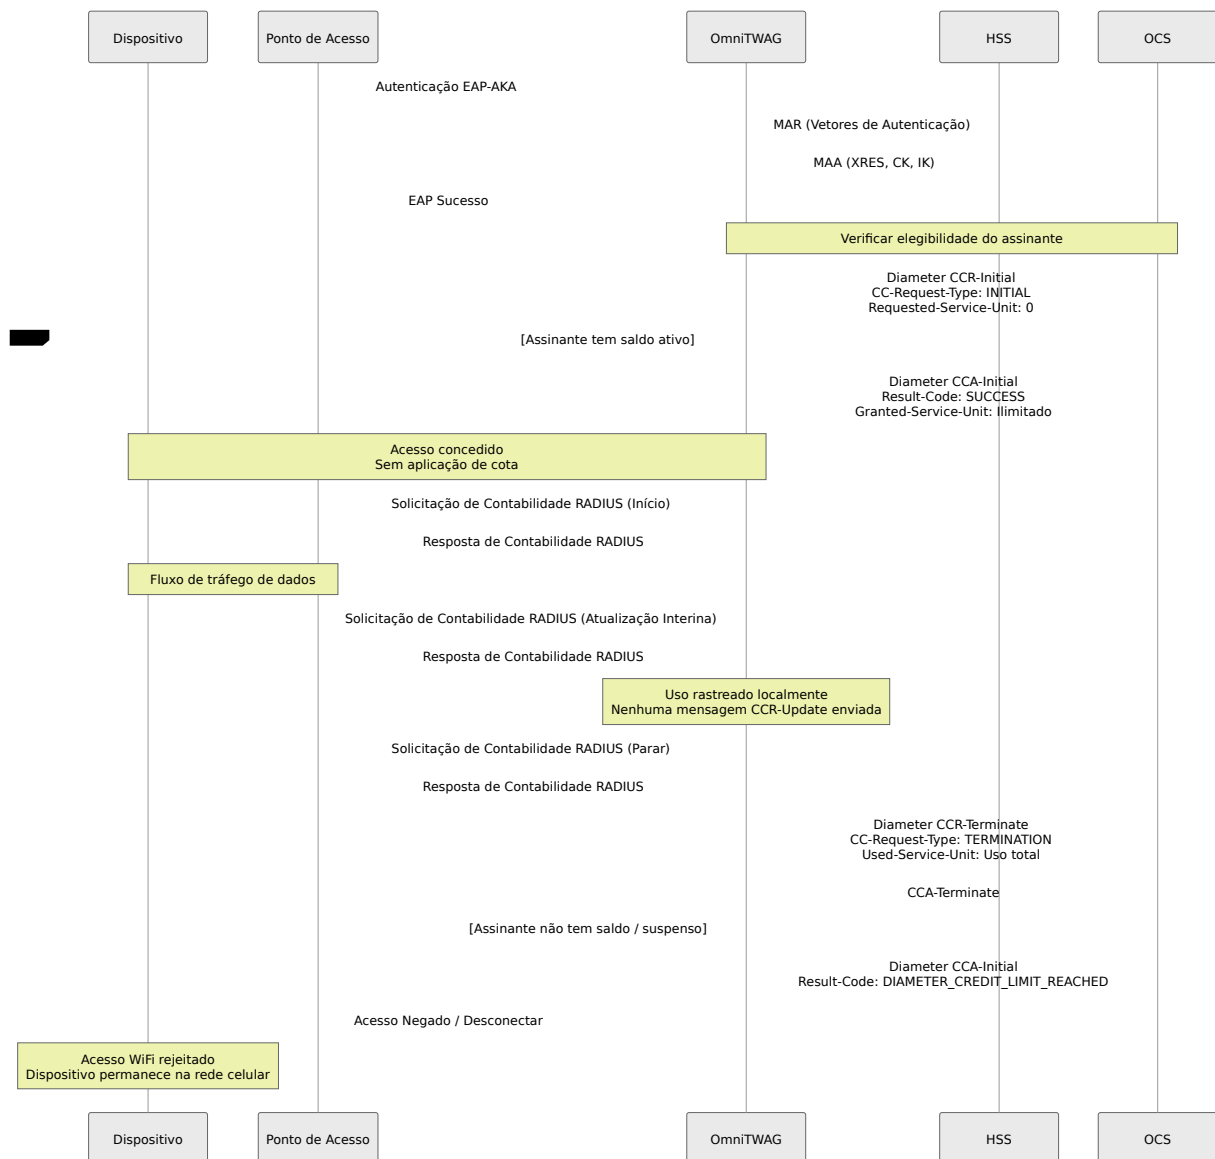 Dispositivo
Ponto de Acesso
OmniTWAG
HSS
OCS
Autenticação EAP-AKA
MAR (Vetores de Autenticação)
MAA (XRES, CK, IK)
EAP Sucesso
Verificar elegibilidade do assinante
Diameter CCR-Initial
CC-Request-Type: INITIAL
Requested-Service-Unit: 0
[Assinante tem saldo ativo]
Diameter CCA-Initial
Result-Code: SUCCESS
Granted-Service-Unit: Ilimitado
Acesso concedido
Sem aplicação de cota
Solicitação de Contabilidade RADIUS (Início)
Resposta de Contabilidade RADIUS
Fluxo de tráfego de dados
Solicitação de Contabilidade RADIUS (Atualização Interina)
Resposta de Contabilidade RADIUS
Uso rastreado localmente
Nenhuma mensagem CCR-Update enviada
Solicitação de Contabilidade RADIUS (Parar)
Resposta de Contabilidade RADIUS
Diameter CCR-Terminate
CC-Request-Type: TERMINATION
Used-Service-Unit: Uso total
CCA-Terminate
[Assinante não tem saldo / suspenso]
Diameter CCA-Initial
Result-Code: DIAMETER_CREDIT_LIMIT_REACHED
Acesso Negado / Desconectar
Acesso WiFi rejeitado
Dispositivo permanece na rede celular
Dispositivo
Ponto de Acesso
OmniTWAG
HSS
OCS